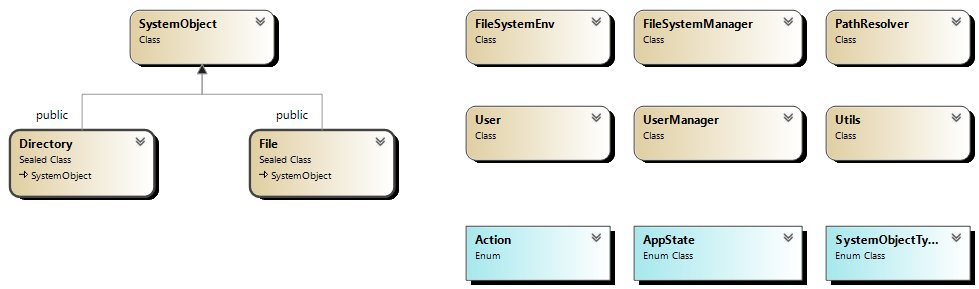 SystemObject
Class
FileSystemEnv
Class
FileSystemManager
Class
PathResolver
Class
public
public
Directory
Sealed Class
SystemObject
File
Sealed Class
SystemObject
User
Class
UserManager
Class
Utils
Class
Action
Enum
AppState
Enum Class
SystemObjectTy...
Enum Class